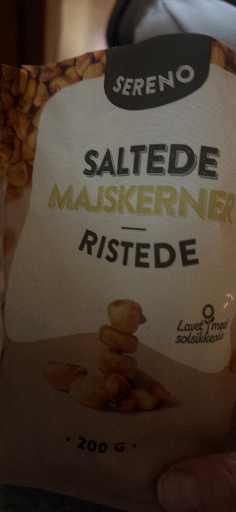 SERENO
SALTEDE
MAJSKERNER
RISTEDE
Lavet med
solsikkeolie
· 200 G ·